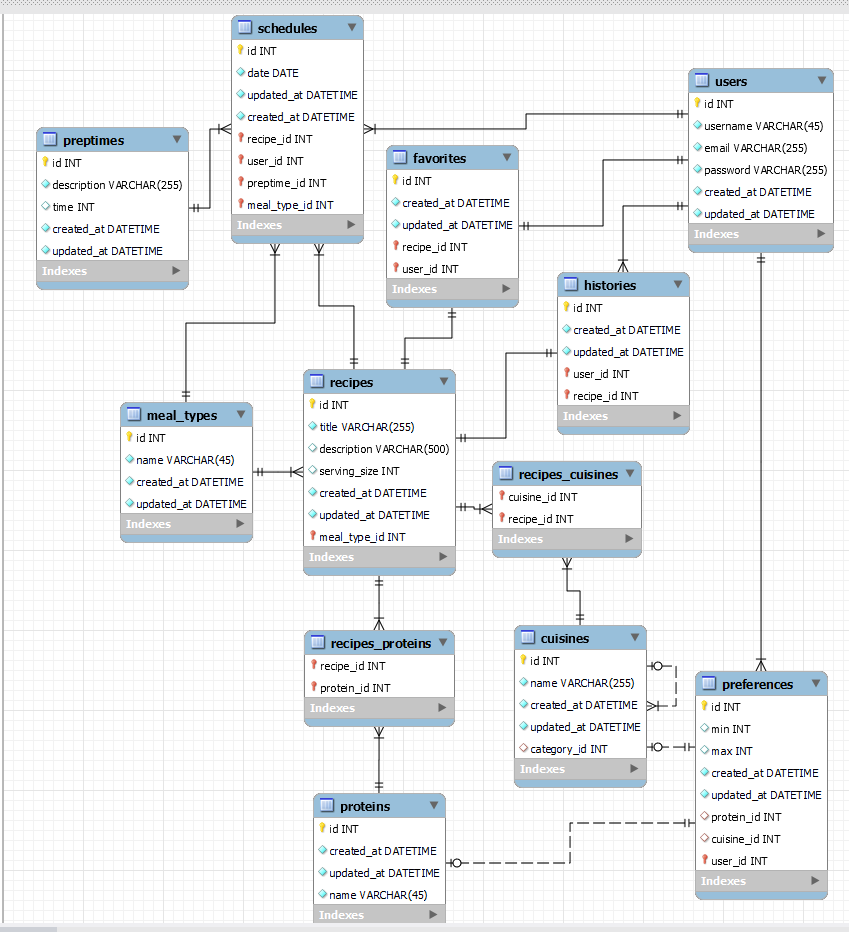 schedules
id INT
date DATE
updated_at DATETIME
created_at DATETIME
recipe_id INT
user_id INT
preptime_id INT
meal_type_id INT
Indexes
users
id INT
username VARCHAR(45)
email VARCHAR(255)
password VARCHAR(255)
created_at DATETIME
updated_at DATETIME
Indexes
preptimes
id INT
description VARCHAR(255)
time INT
created_at DATETIME
updated_at DATETIME
Indexes
favorites
id INT
created_at DATETIME
updated_at DATETIME
recipe_id INT
user_id INT
Indexes
histories
id INT
created_at DATETIME
updated_at DATETIME
user_id INT
recipe_id INT
Indexes
recipes
id INT
title VARCHAR(255)
description VARCHAR(500)
serving_size INT
created_at DATETIME
updated_at DATETIME
meal_type_id INT
Indexes
meal_types
id INT
name VARCHAR(45)
created_at DATETIME
updated_at DATETIME
Indexes
recipes_cuisines
cuisine_id INT
recipe_id INT
Indexes
recipes_proteins
recipe_id INT
protein_id INT
Indexes
cuisines
id INT
name VARCHAR(255)
created_at DATETIME
updated_at DATETIME
category_id INT
Indexes
preferences
id INT
min INT
max INT
created_at DATETIME
updated_at DATETIME
protein_id INT
cuisine_id INT
user_id INT
Indexes
proteins
id INT
created_at DATETIME
updated_at DATETIME
name VARCHAR(45)
Indexes